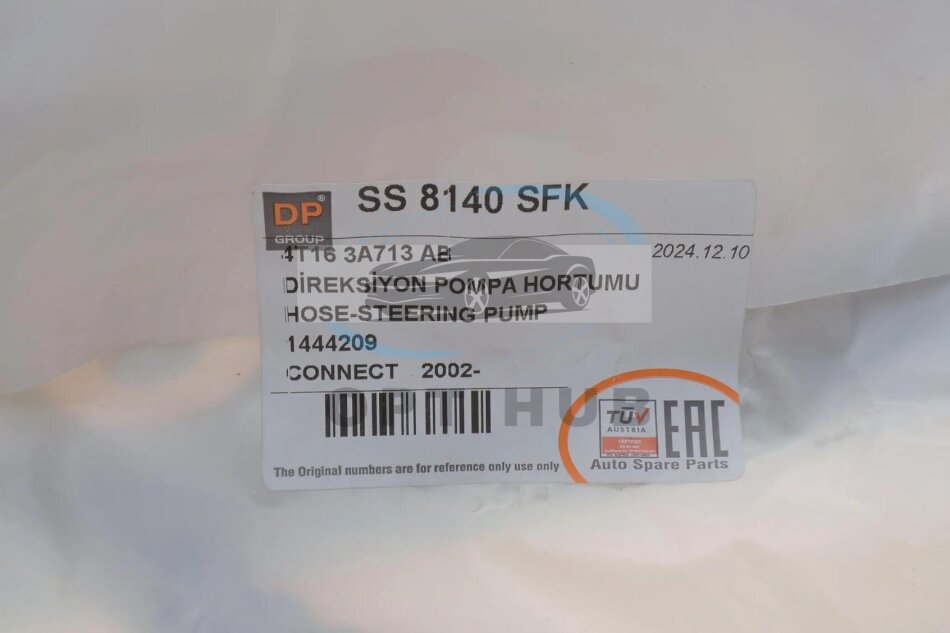 DP®
GROUP
SS 8140 SFK
4T16 3A713 AB
2024.12.10
DİREKSİYON POMPA HORTUMU
HOSE-STEERING PUMP
1444209
CONNECT 2002-
OPTIHUB
TÜV
AUSTRIA
EAC
Auto Spare Parts
The Original numbers are for reference only use only